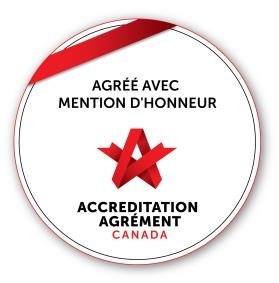 AGRÉÉ AVEC
MENTION D'HONNEUR
ACCREDITATION
AGRÉMENT
CANADA